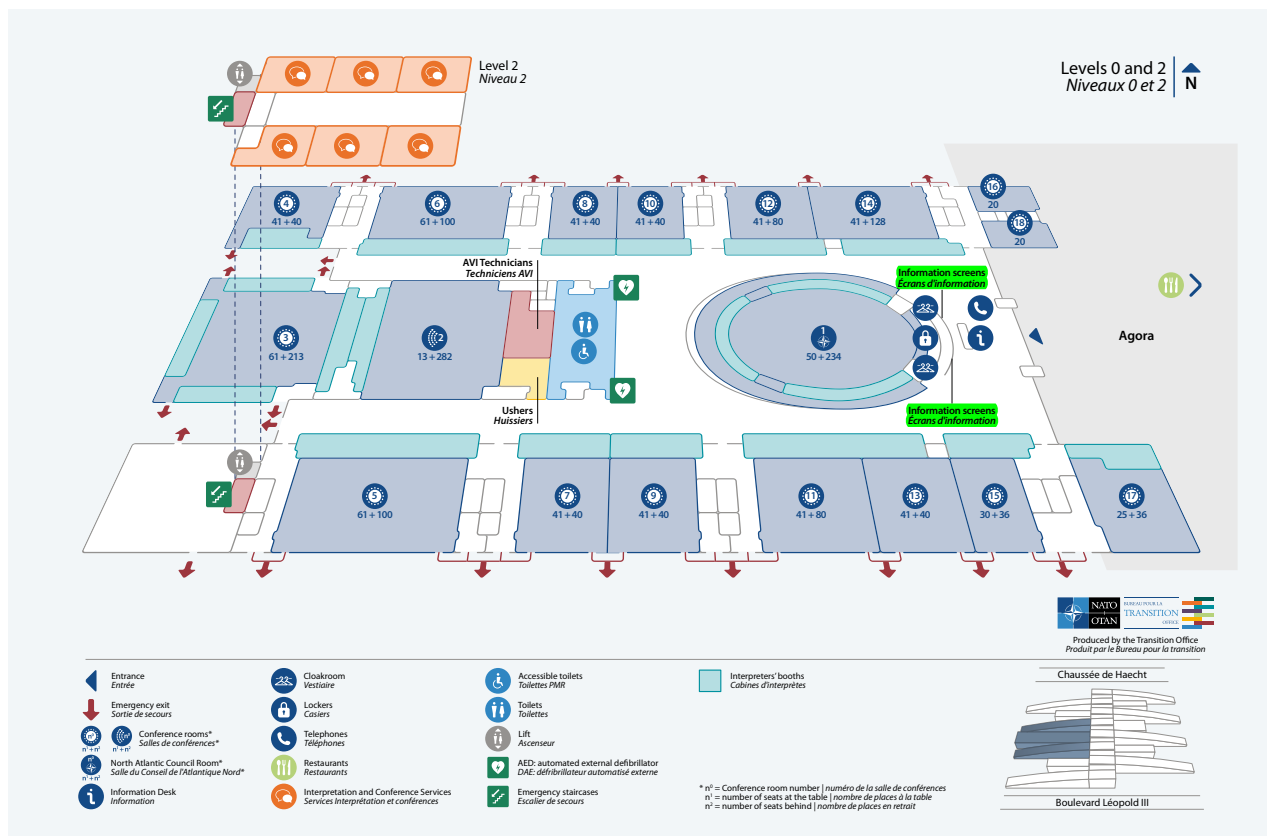 Level 2
Niveau 2
Levels 0 and 2
Niveaux 0 et 2
N
4
41 + 40
6
61 + 100
8
41 + 40
10
41 + 40
12
41 + 80
14
41 + 128
16
20
18
20
AVI Technicians
Techniciens AVI
Information screens
Écrans d'information
3
61 + 213
2
13 + 282
1
50 + 234
Agora
Ushers
Huissiers
Information screens
Écrans d'information
5
61 + 100
7
41 + 40
9
41 + 40
11
41 + 80
13
41 + 40
15
30 + 36
17
25 + 36
NATO
OTAN
BUREAU POUR LA
TRANSITION
OFFICE
Produced by the Transition Office
Produit par le Bureau pour la transition
Entrance
Entrée
Emergency exit
Sortie de secours
n°
n¹ + n²
n°
n¹ + n²
Conference rooms*
Salles de conférences*
n°
n¹ + n²
North Atlantic Council Room*
Salle du Conseil de l'Atlantique Nord*
Information Desk
Information
Cloakroom
Vestiaire
Lockers
Casiers
Telephones
Téléphones
Restaurants
Restaurants
Interpretation and Conference Services
Services Interprétation et conférences
Accessible toilets
Toilettes PMR
Toilets
Toilettes
Lift
Ascenseur
AED: automated external defibrillator
DAE: défibrillateur automatisé externe
Emergency staircases
Escalier de secours
Interpreters' booths
Cabines d'interprètes
* n° = Conference room number | numéro de la salle de conférences
n¹ = number of seats at the table | nombre de places à la table
n² = number of seats behind | nombre de places en retrait
Chaussée de Haecht
Boulevard Léopold III